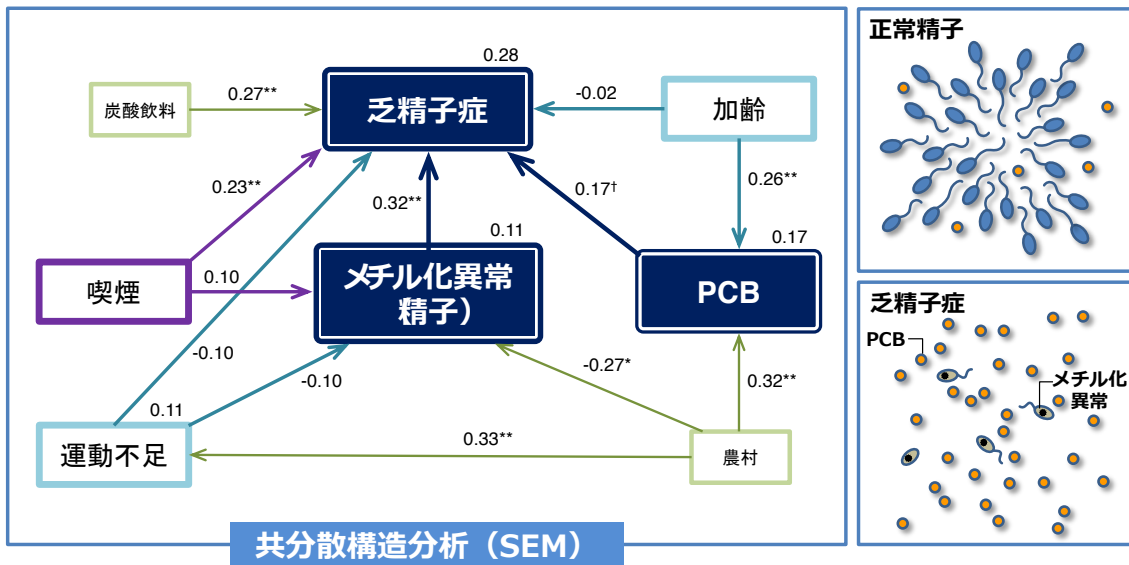 0.28
炭酸飲料
0.27**
乏精子症
-0.02
加齢
0.23**
0.32**
0.17†
0.26**
0.11
0.17
喫煙
0.10
メチル化異常
精子）
PCB
-0.10
-0.10
-0.27*
0.32**
0.11
運動不足
0.33**
農村
共分散構造分析（SEM）
正常精子
乏精子症
PCB
メチル化
異常